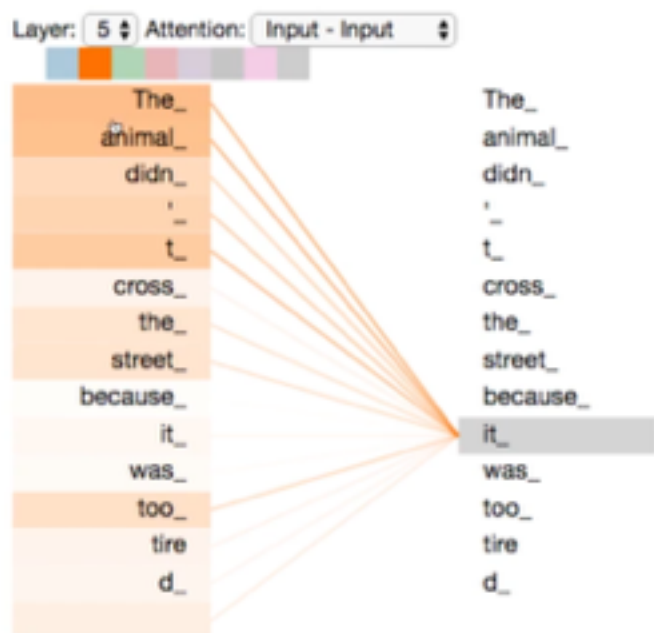 Layer: 5 Attention: Input - Input
The_ The_
animal_ animal_
didn_ didn_
'_ '_
t_ t_
cross_ cross_
the_ the_
street_ street_
because_ because_
it_ it_
was_ was_
too_ too_
tire tire
d_ d_